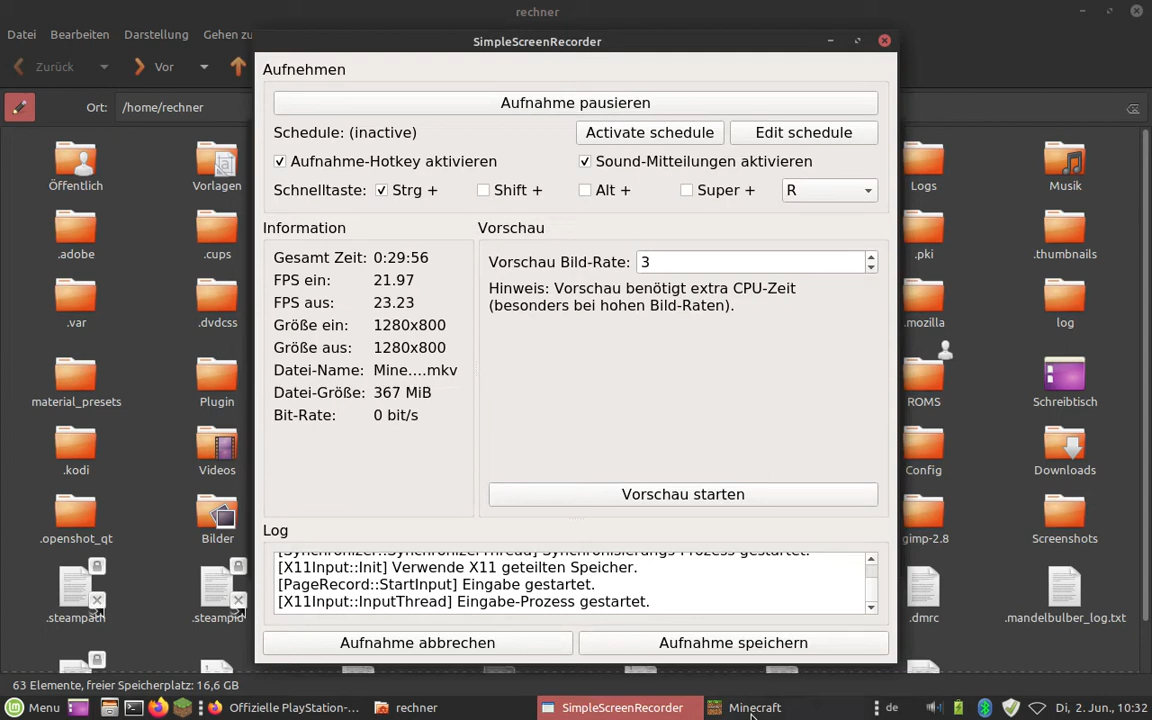 rechner
Datei Bearbeiten Darstellung Gehen zu
SimpleScreenRecorder
Zurück Vor
Ort: /home/rechner
Aufnehmen
Aufnahme pausieren
Schedule: (inactive) Activate schedule Edit schedule
Aufnahme-Hotkey aktivieren Sound-Mitteilungen aktivieren
Schnelltaste: Strg + Shift + Alt + Super + R
Information
Gesamt Zeit: 0:29:56
FPS ein: 21.97
FPS aus: 23.23
Größe ein: 1280x800
Größe aus: 1280x800
Datei-Name: Mine....mkv
Datei-Größe: 367 MiB
Bit-Rate: 0 bit/s
Vorschau
Vorschau Bild-Rate: 3
Hinweis: Vorschau benötigt extra CPU-Zeit
(besonders bei hohen Bild-Raten).
Vorschau starten
Log
[Synchronizer::SynchronizerThread] Synchronisierungs-Prozess gestartet.
[X11Input::Init] Verwende X11 geteilten Speicher.
[PageRecord::StartInput] Eingabe gestartet.
[X11Input::InputThread] Eingabe-Prozess gestartet.
Aufnahme abbrechen Aufnahme speichern
Öffentlich Vorlagen Logs Musik
.adobe .cups .pki .thumbnails
.var .dvdcss .mozilla log
material_presets Plugin ROMS Schreibtisch
.kodi Videos Config Downloads
.openshot_qt Bilder gimp-2.8 Screenshots
.steampath .steampid .dmrc .mandelbulber_log.txt
63 Elemente, freier Speicherplatz: 16,6 GB
Menu Offizielle PlayStation-... rechner SimpleScreenRecorder Minecraft de Di, 2. Jun., 10:32